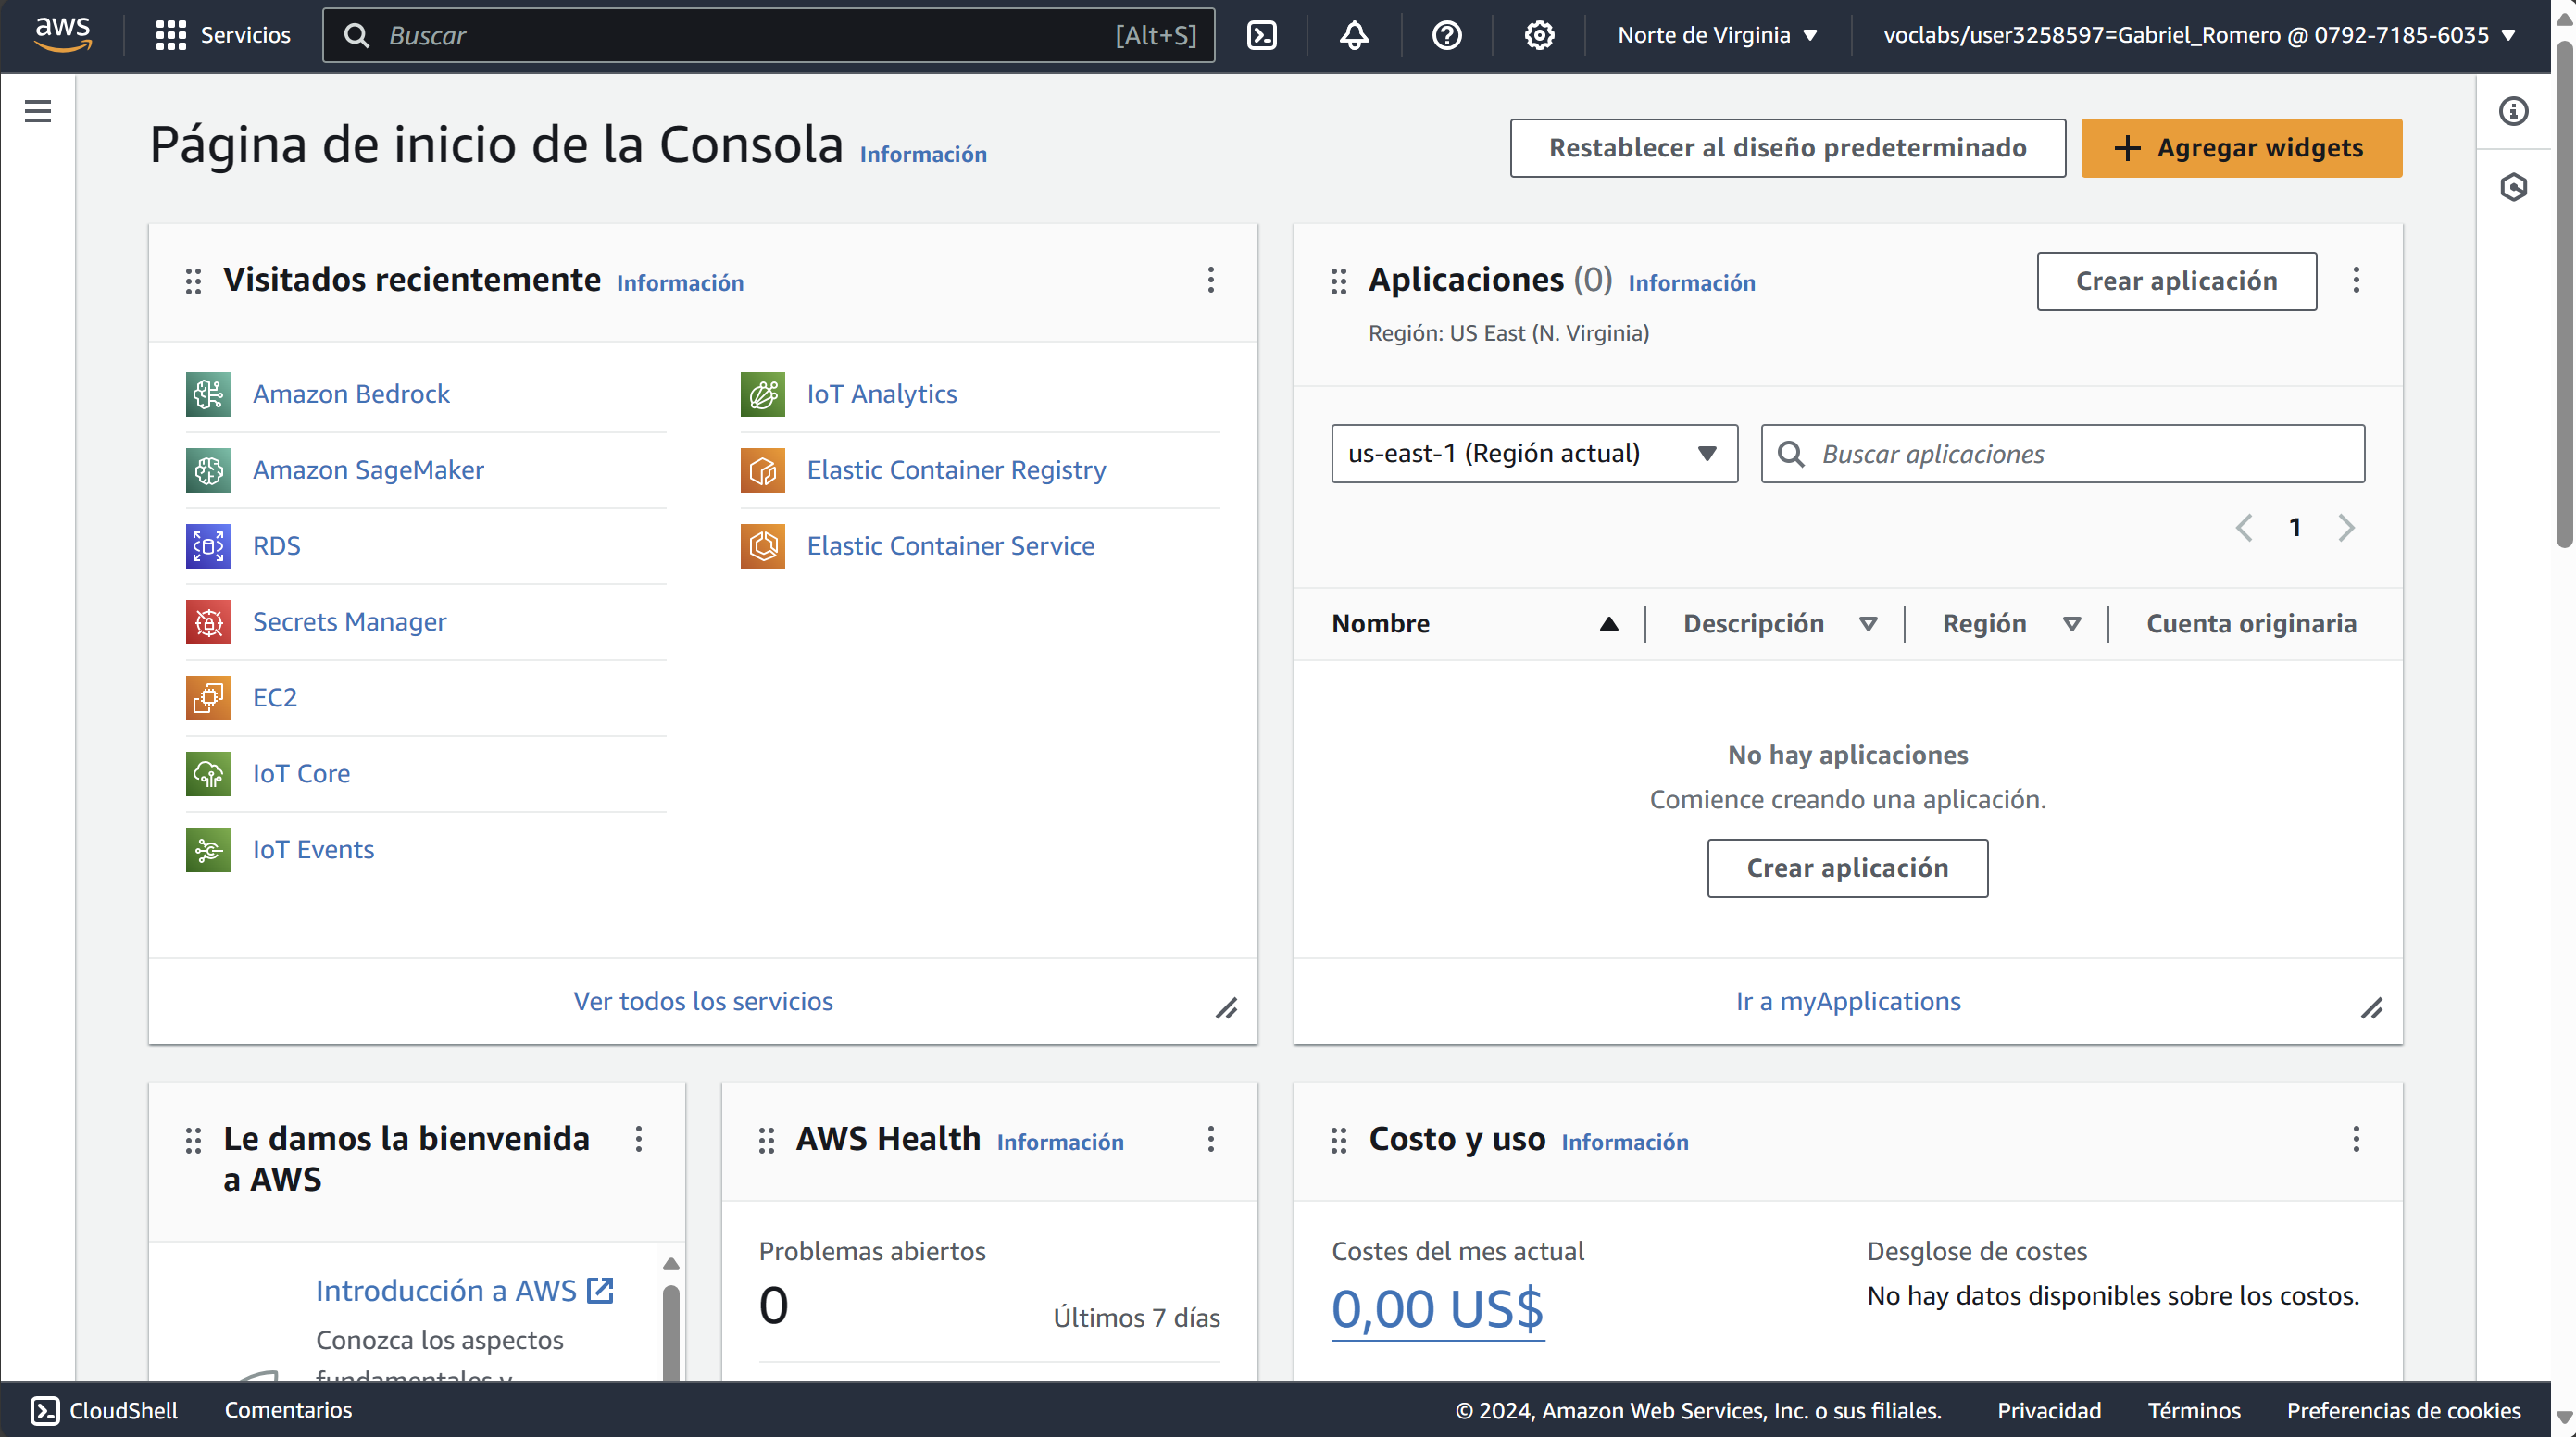 aws
Servicios
Buscar
[Alt+S]
Norte de Virginia
voclabs/user3258597=Gabriel_Romero @ 0792-7185-6035
Página de inicio de la Consola
Información
Restablecer al diseño predeterminado
Agregar widgets
Visitados recientemente
Información
Amazon Bedrock
Amazon SageMaker
RDS
Secrets Manager
EC2
IoT Core
IoT Events
IoT Analytics
Elastic Container Registry
Elastic Container Service
Ver todos los servicios
Aplicaciones (0)
Información
Crear aplicación
Región: US East (N. Virginia)
us-east-1 (Región actual)
Buscar aplicaciones
1
Nombre
Descripción
Región
Cuenta originaria
No hay aplicaciones
Comience creando una aplicación.
Crear aplicación
Ir a myApplications
Le damos la bienvenida
a AWS
Introducción a AWS
Conozca los aspectos
fundamentales y
AWS Health
Información
Problemas abiertos
0
Últimos 7 días
Costo y uso
Información
Costes del mes actual
0,00 US$
Desglose de costes
No hay datos disponibles sobre los costos.
CloudShell
Comentarios
© 2024, Amazon Web Services, Inc. o sus filiales.
Privacidad
Términos
Preferencias de cookies